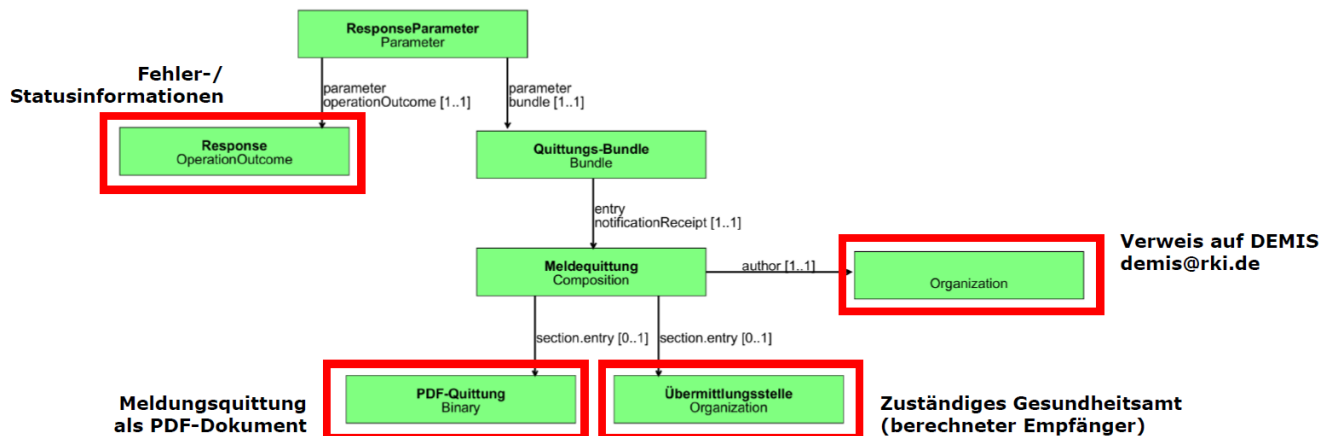 ResponseParameter
Parameter
Fehler-/
Statusinformationen
parameter
operationOutcome [1..1]
parameter
bundle [1..1]
Response
OperationOutcome
Quittungs-Bundle
Bundle
entry
notificationReceipt [1..1]
Meldequittung
Composition
author [1..1]
Organization
Verweis auf DEMIS
demis@rki.de
section.entry [0..1]
section.entry [0..1]
Meldungsquittung
als PDF-Dokument
PDF-Quittung
Binary
Übermittlungsstelle
Organization
Zuständiges Gesundheitsamt
(berechneter Empfänger)